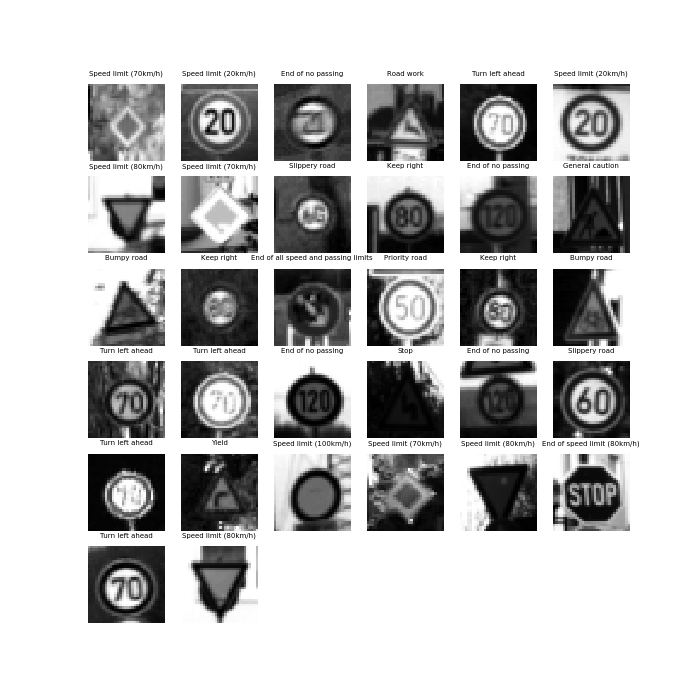 Speed limit (70km/h) Speed limit (20km/h) End of no passing Road work Turn left ahead Speed limit (20km/h)
20 70 20
Speed limit (80km/h) Speed limit (70km/h) Slippery road Keep right End of no passing General caution
80 120
Bumpy road Keep right End of all speed and passing limits Priority road Keep right Bumpy road
50 80
Turn left ahead Turn left ahead End of no passing Stop End of no passing Slippery road
70 70 120 120 60
Turn left ahead Yield Speed limit (100km/h) Speed limit (70km/h) Speed limit (80km/h) End of speed limit (80km/h)
70 STOP
Turn left ahead Speed limit (80km/h)
70